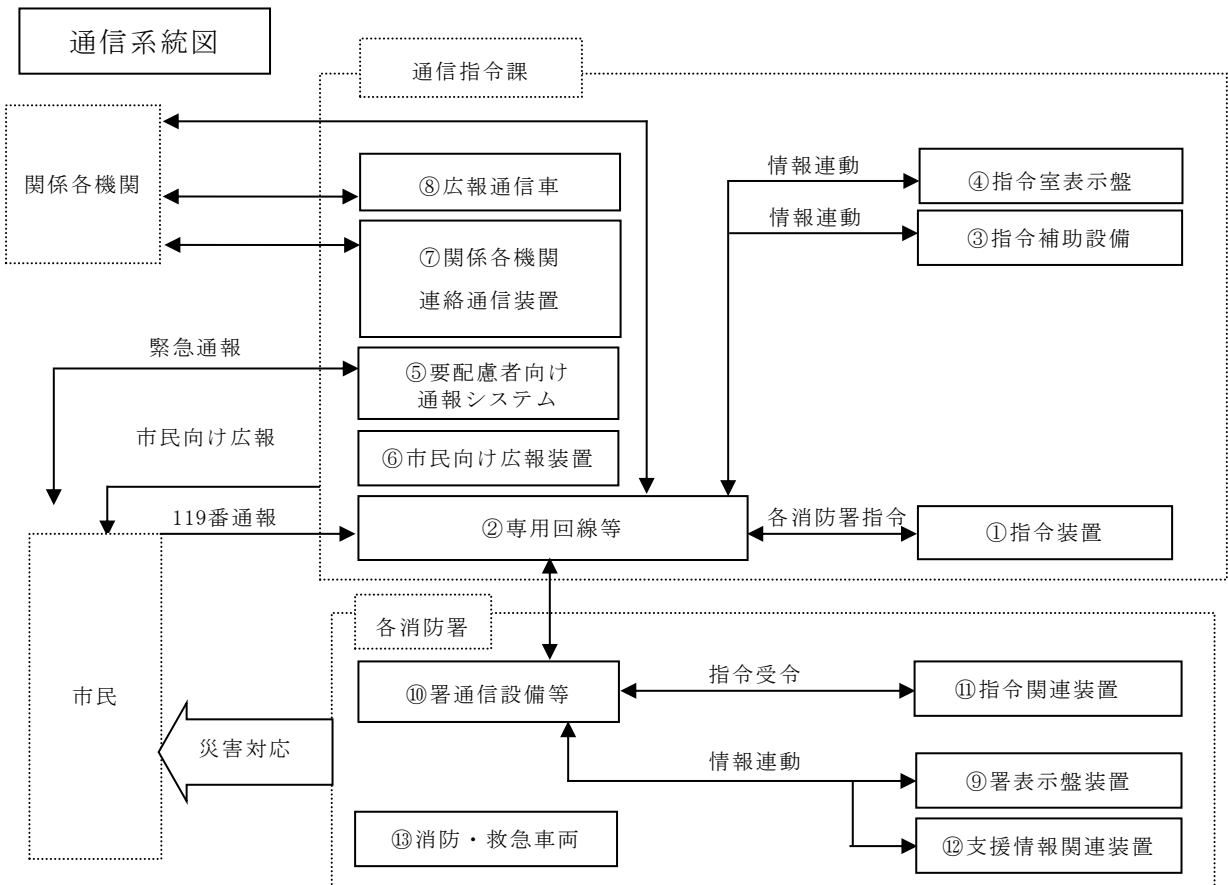 通信系統図
通信指令課
関係各機関
⑧広報通信車
情報連動
④指令室表示盤
情報連動
③指令補助設備
⑦関係各機関
連絡通信装置
緊急通報
⑤要配慮者向け
通報システム
市民向け広報
⑥市民向け広報装置
119番通報
②専用回線等
各消防署指令
①指令装置
各消防署
市民
⑩署通信設備等
指令受令
⑪指令関連装置
災害対応
情報連動
⑨署表示盤装置
⑬消防・救急車両
⑫支援情報関連装置